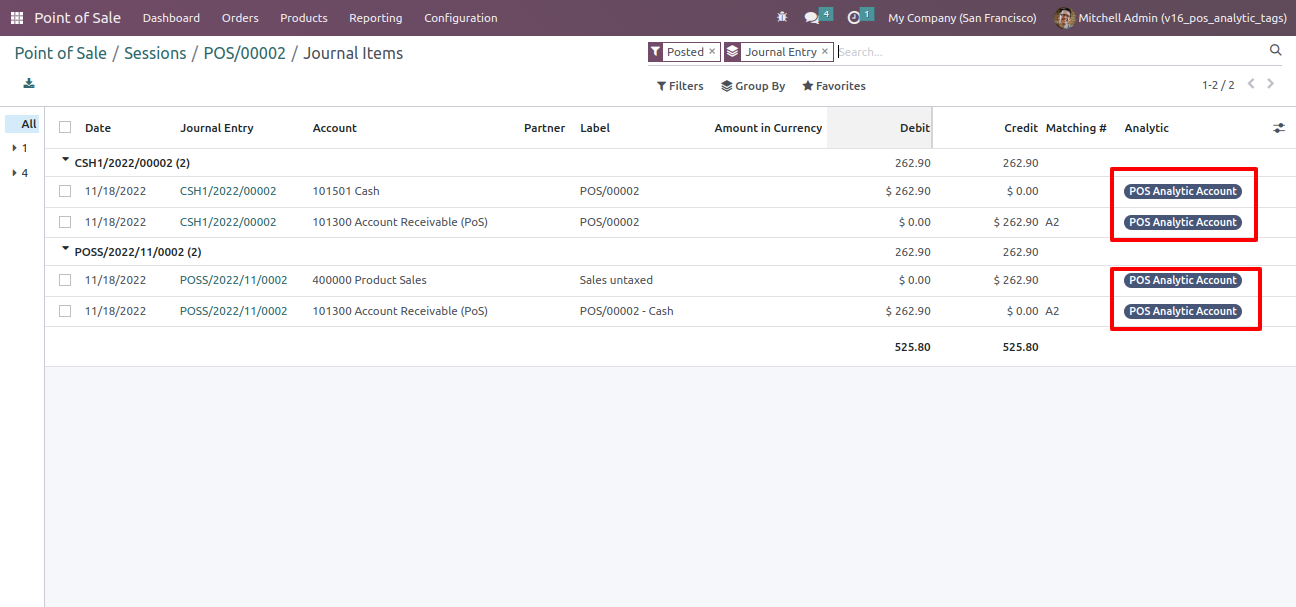 Point of Sale Dashboard Orders Products Reporting Configuration 4 1 My Company (San Francisco) Mitchell Admin (v16_pos_analytic_tags)
Point of Sale / Sessions / POS/00002 / Journal Items Posted × Journal Entry × Search...
Filters Group By Favorites 1-2 / 2
All
1
4
Date Journal Entry Account Partner Label Amount in Currency Debit Credit Matching # Analytic
CSH1/2022/00002 (2) 262.90 262.90
11/18/2022 CSH1/2022/00002 101501 Cash POS/00002 $ 262.90 $ 0.00 POS Analytic Account
11/18/2022 CSH1/2022/00002 101300 Account Receivable (PoS) POS/00002 $ 0.00 $ 262.90 A2 POS Analytic Account
POSS/2022/11/0002 (2) 262.90 262.90
11/18/2022 POSS/2022/11/0002 400000 Product Sales Sales untaxed $ 0.00 $ 262.90 POS Analytic Account
11/18/2022 POSS/2022/11/0002 101300 Account Receivable (PoS) POS/00002 - Cash $ 262.90 $ 0.00 A2 POS Analytic Account
525.80 525.80